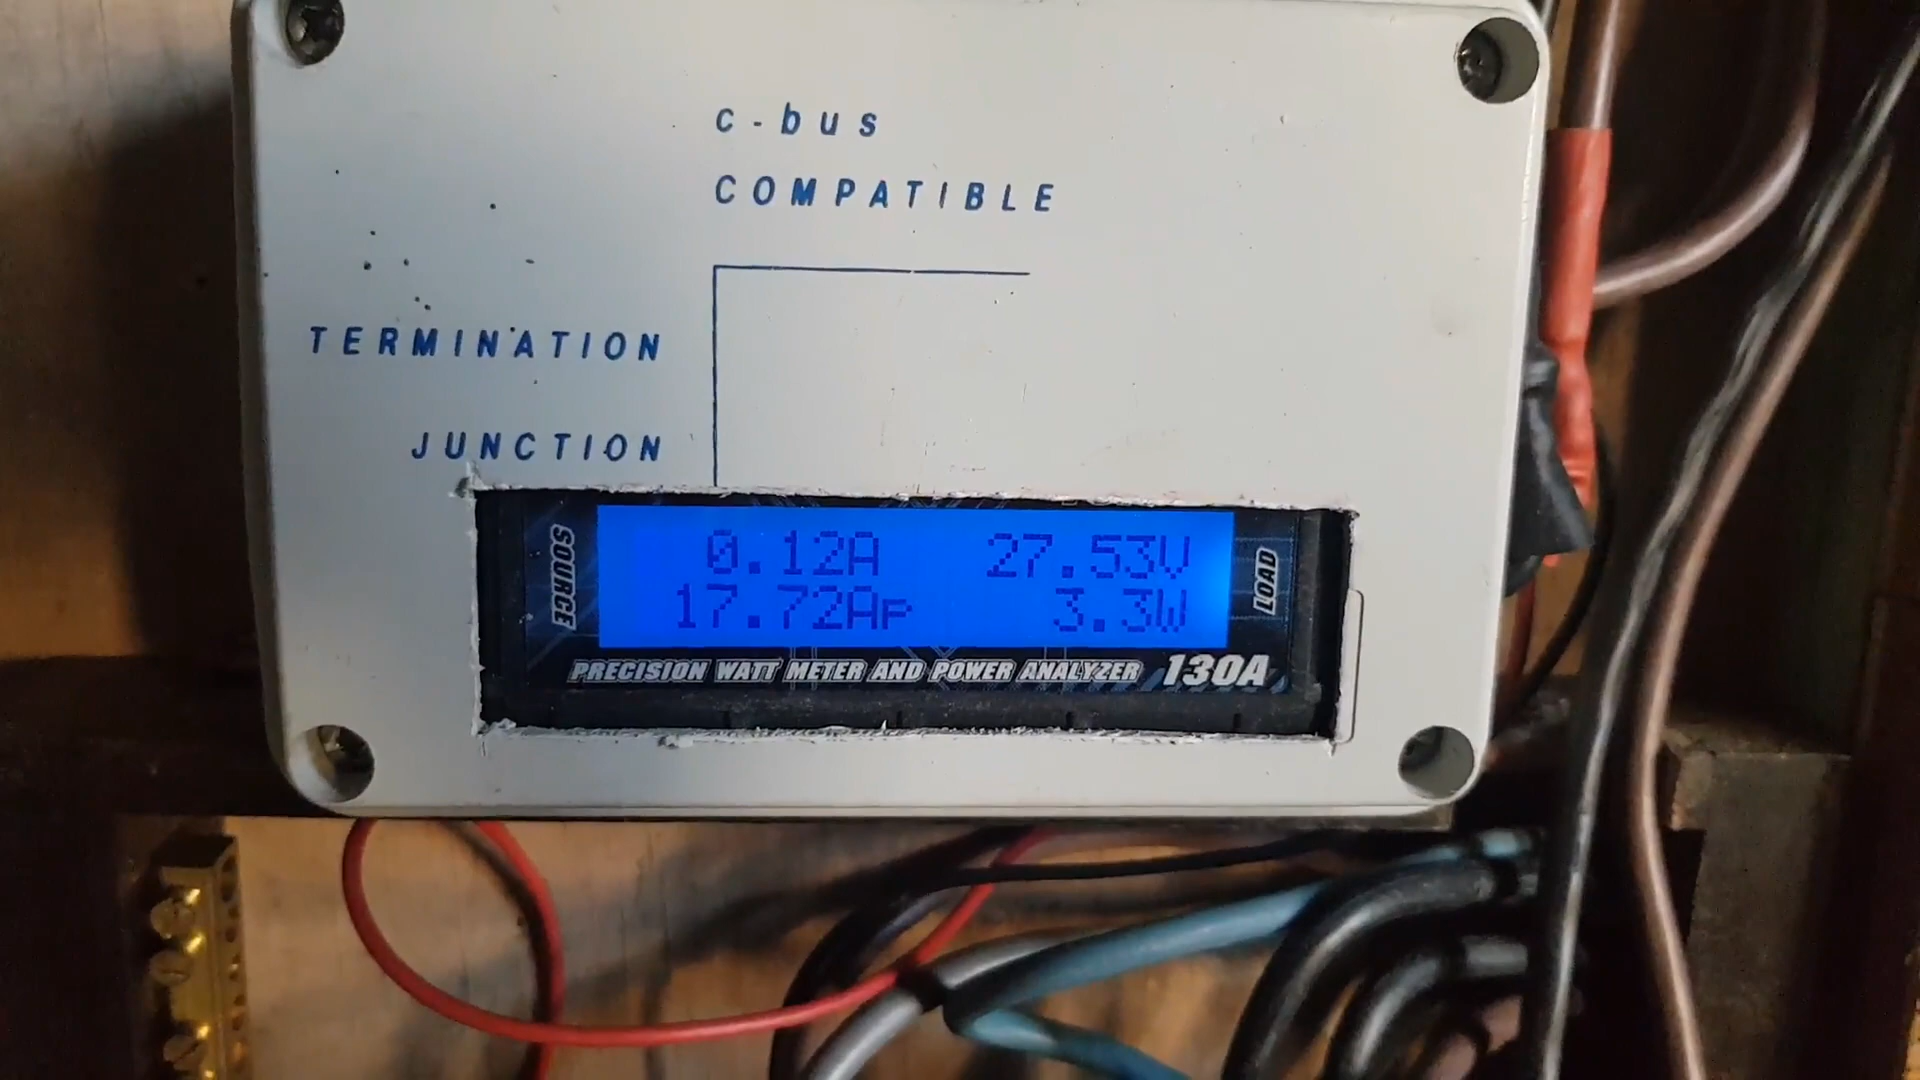 c-bus
COMPATIBLE
TERMINATION
JUNCTION
SOURCE
0.12A 27.53V
17.72Ap 3.3W
LOAD
PRECISION WATT METER AND POWER ANALYZER 130A